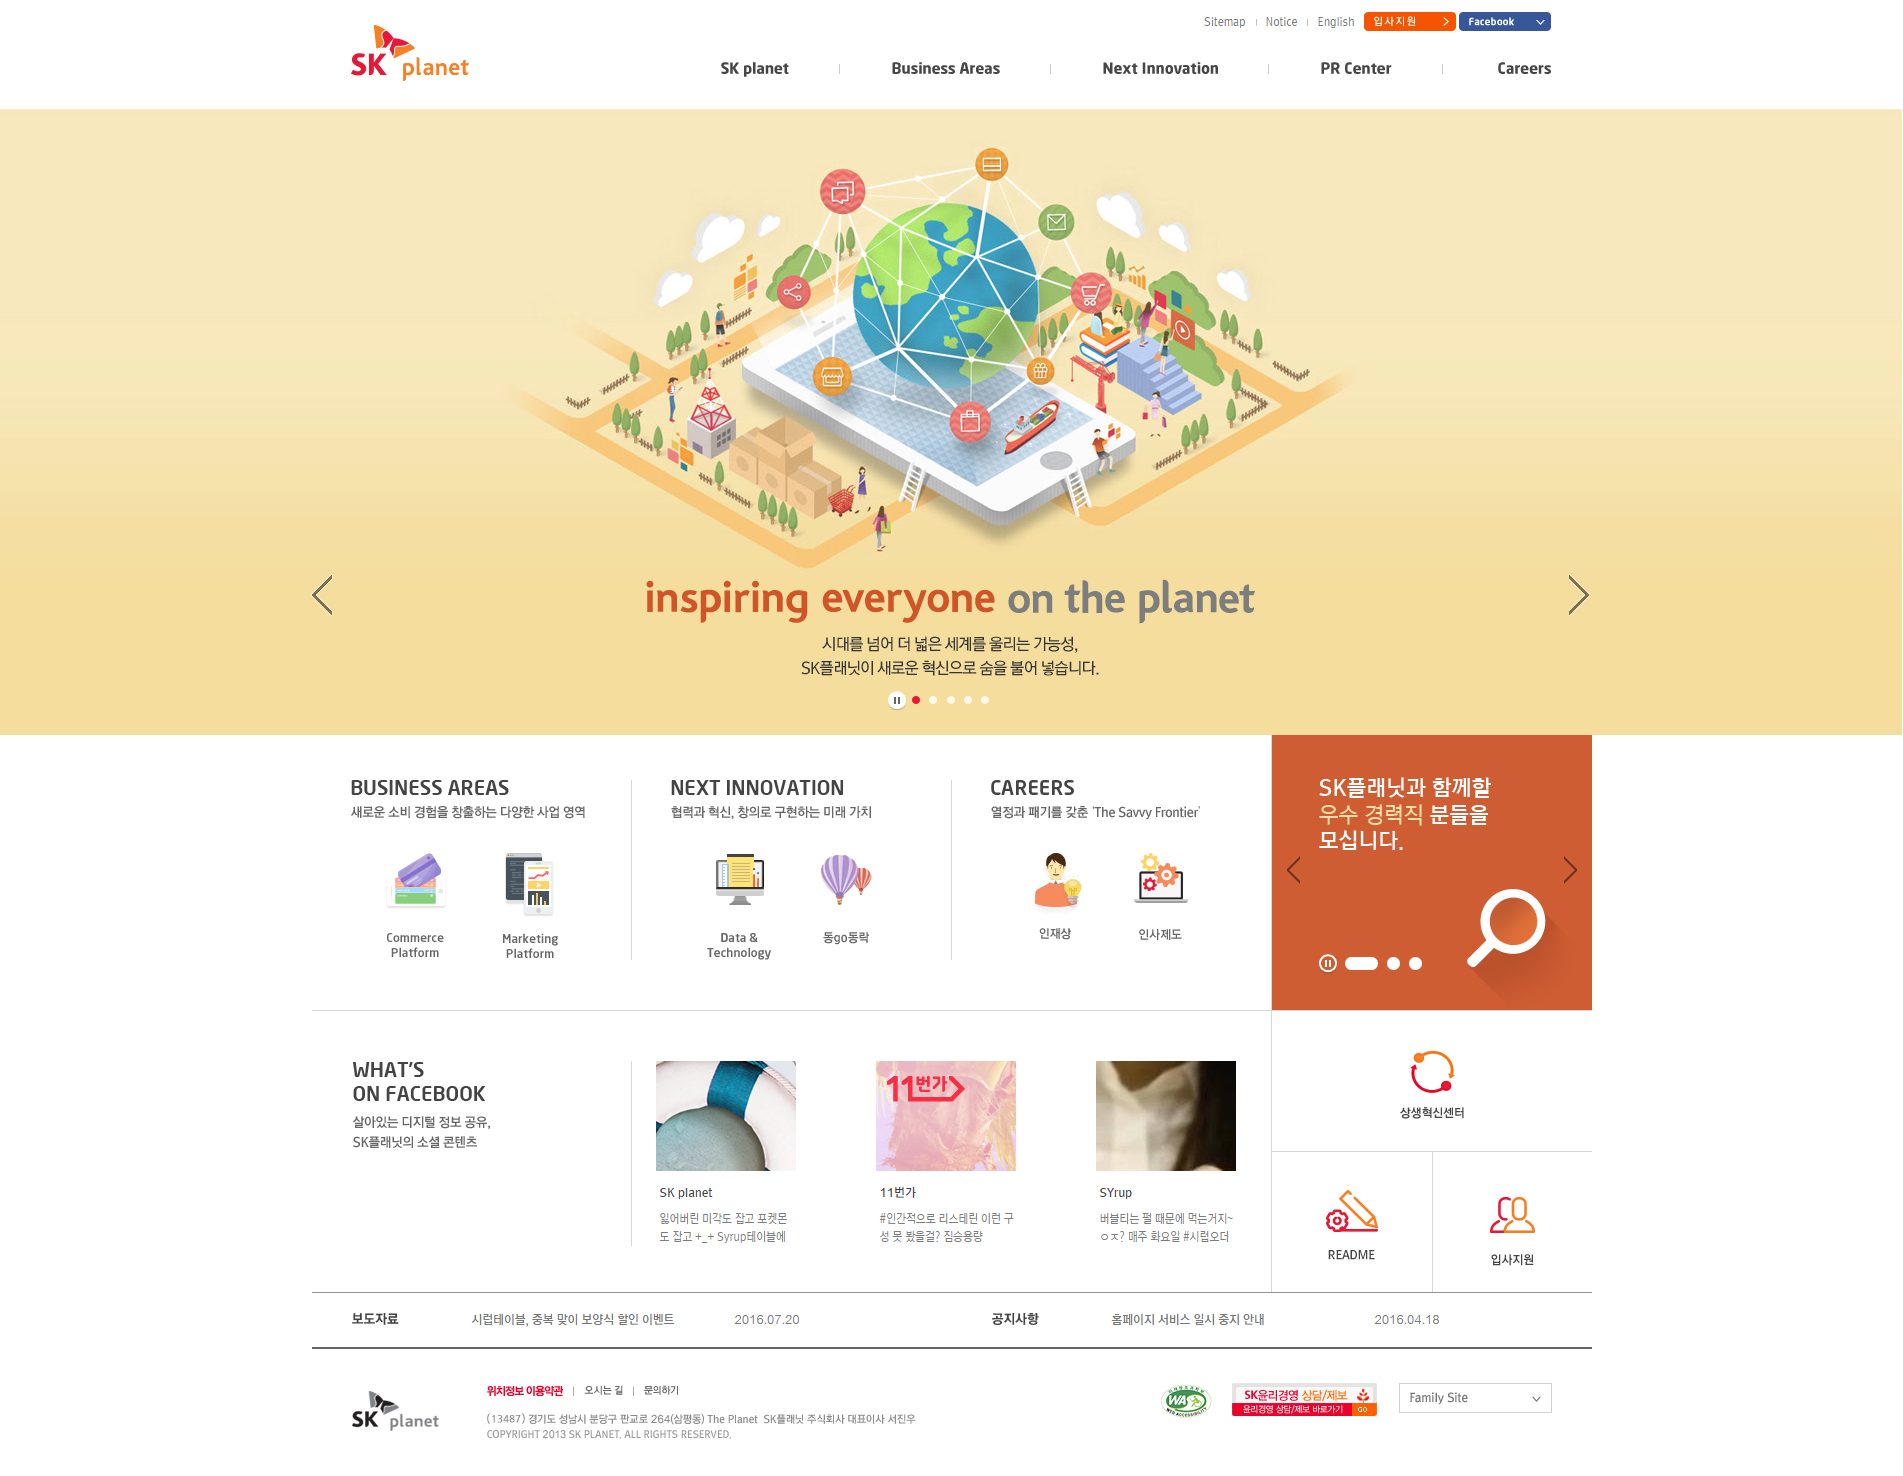 SK planet
Sitemap
Notice
English
입사지원
Facebook
SK planet
Business Areas
Next Innovation
PR Center
Careers
inspiring everyone on the planet
시대를 넘어 더 넓은 세계를 울리는 가능성,
SK플래닛이 새로운 혁신으로 숨을 불어 넣습니다.
BUSINESS AREAS
새로운 소비 경험을 창출하는 다양한 사업 영역
Commerce
Platform
Marketing
Platform
NEXT INNOVATION
협력과 혁신, 창의로 구현하는 미래 가치
Data &
Technology
동go동락
CAREERS
열정과 패기를 갖춘 'The Savvy Frontier'
인재상
인사제도
SK플래닛과 함께할
우수 경력직 분들을
모십니다.
WHAT'S
ON FACEBOOK
살아있는 디지털 정보 공유,
SK플래닛의 소셜 콘텐츠
11번가
SK planet
잃어버린 미각도 잡고 포켓몬
도 잡고 +_+ Syrup테이블에
11번가
#인간적으로 리스테린 이런 구
성 못 봤을걸? 짐승용량
SYrup
버블티는 펄 때문에 먹는거지~
ㅇㅈ? 매주 화요일 #시럽오더
상생혁신센터
README
입사지원
보도자료
시럽테이블, 중복 맞이 보양식 할인 이벤트
2016.07.20
공지사항
홈페이지 서비스 일시 중지 안내
2016.04.18
SK planet
위치정보 이용약관
오시는 길
문의하기
(13487) 경기도 성남시 분당구 판교로 264(삼평동) The Planet SK플래닛 주식회사 대표이사 서진우
COPYRIGHT 2013 SK PLANET. ALL RIGHTS RESERVED.
WA
WEB ACCESSIBILITY
SK윤리경영 상담/제보
윤리경영 상담/제보 바로가기
GO
Family Site